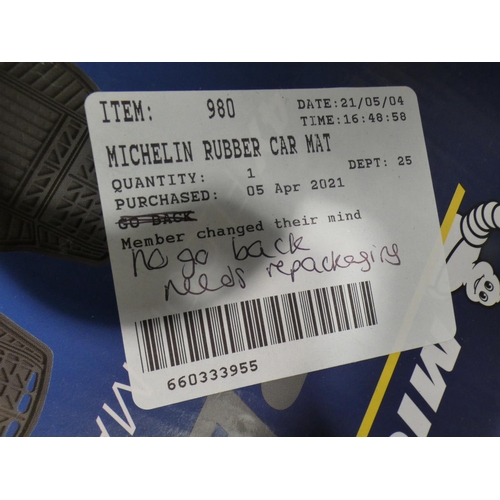 ITEM: 980 DATE: 21/05/04
TIME: 16:48:58
MICHELIN RUBBER CAR MAT
DEPT: 25
QUANTITY: 1
PURCHASED: 05 Apr 2021
GO BACK
Member changed their mind
no go back
needs repackaging
660333955